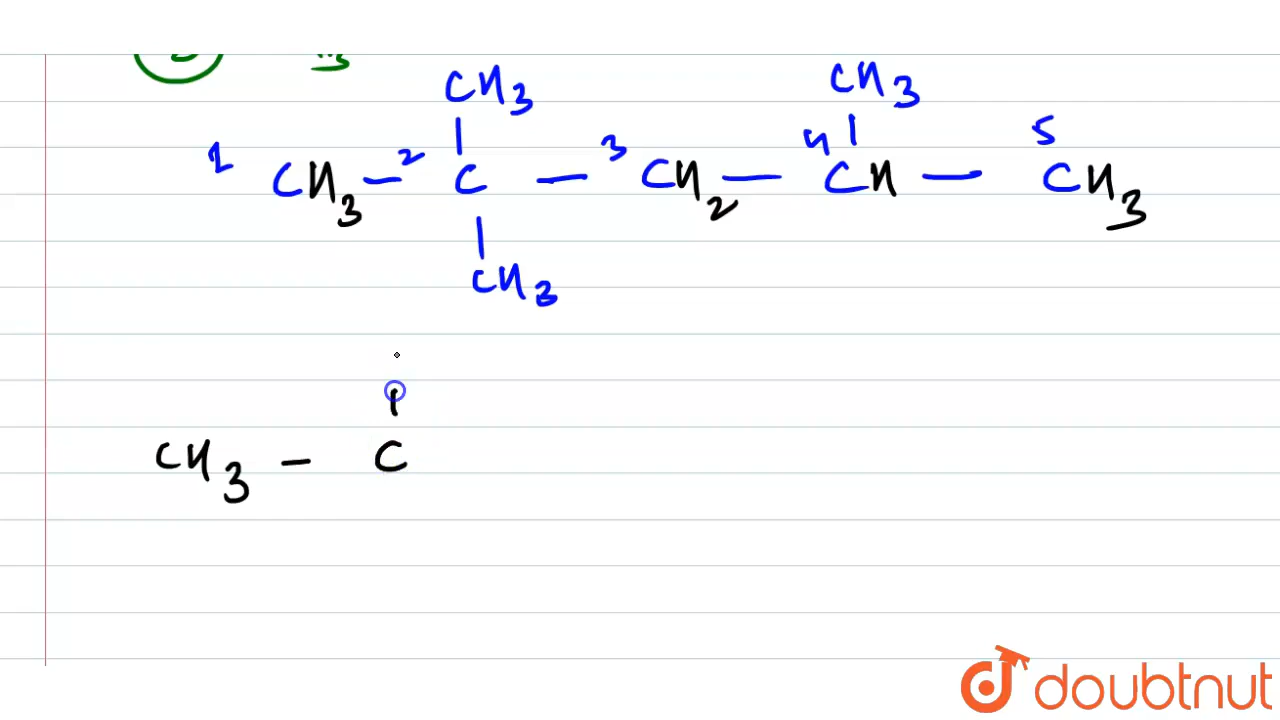 CH3 CH3
1 2 3 4 5
CH3 - C - CH2 - CH - CH3
CH3
CH3 - C
doubtnut